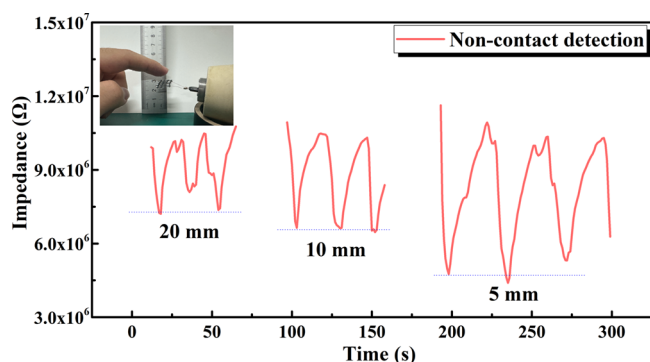 1.5x10⁷
Non-contact detection
1.1x10⁷
9.0x10⁶
6.0x10⁶
3.0x10⁶
Impedance (Ω)
20 mm
10 mm
5 mm
0 50 100 150 200 250 300
Time (s)